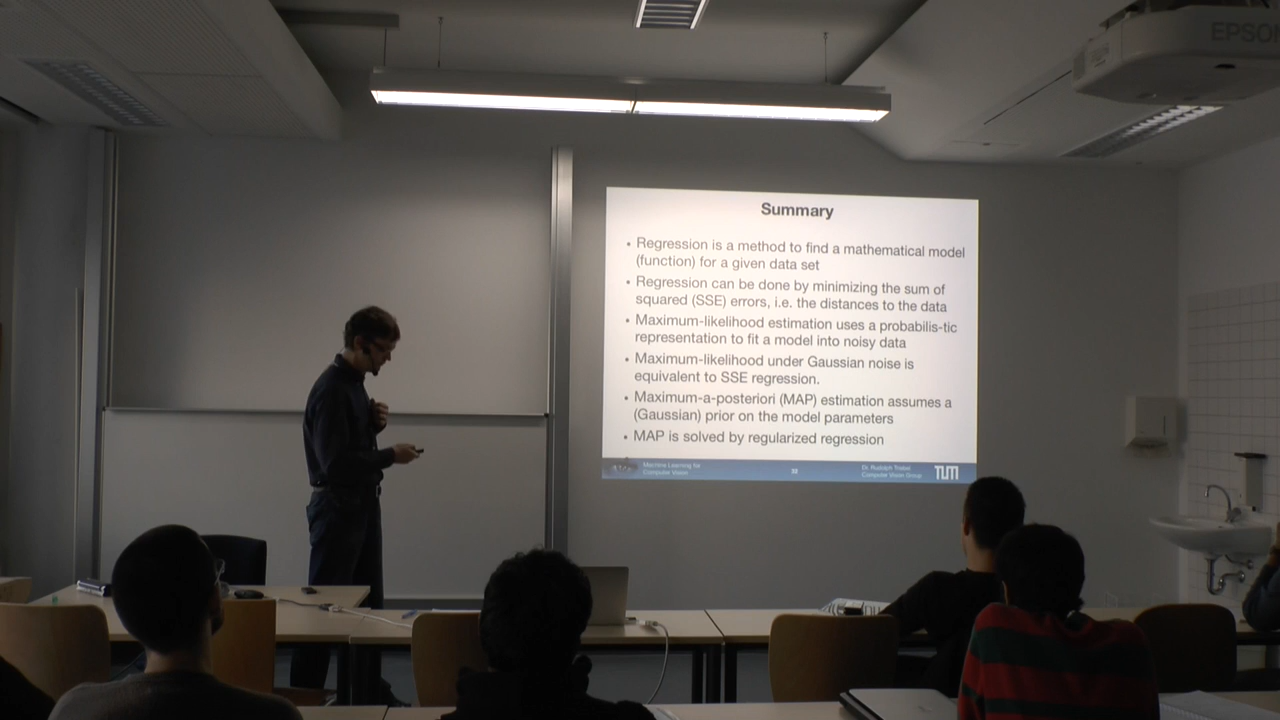 EPSO
Summary
• Regression is a method to find a mathematical model
(function) for a given data set
• Regression can be done by minimizing the sum of
squared (SSE) errors, i.e. the distances to the data
• Maximum-likelihood estimation uses a probabilis-tic
representation to fit a model into noisy data
• Maximum-likelihood under Gaussian noise is
equivalent to SSE regression.
• Maximum-a-posteriori (MAP) estimation assumes a
(Gaussian) prior on the model parameters
• MAP is solved by regularized regression
Machine Learning for
Computer Vision
32
Dr. Rudolph Triebel
Computer Vision Group
TUM